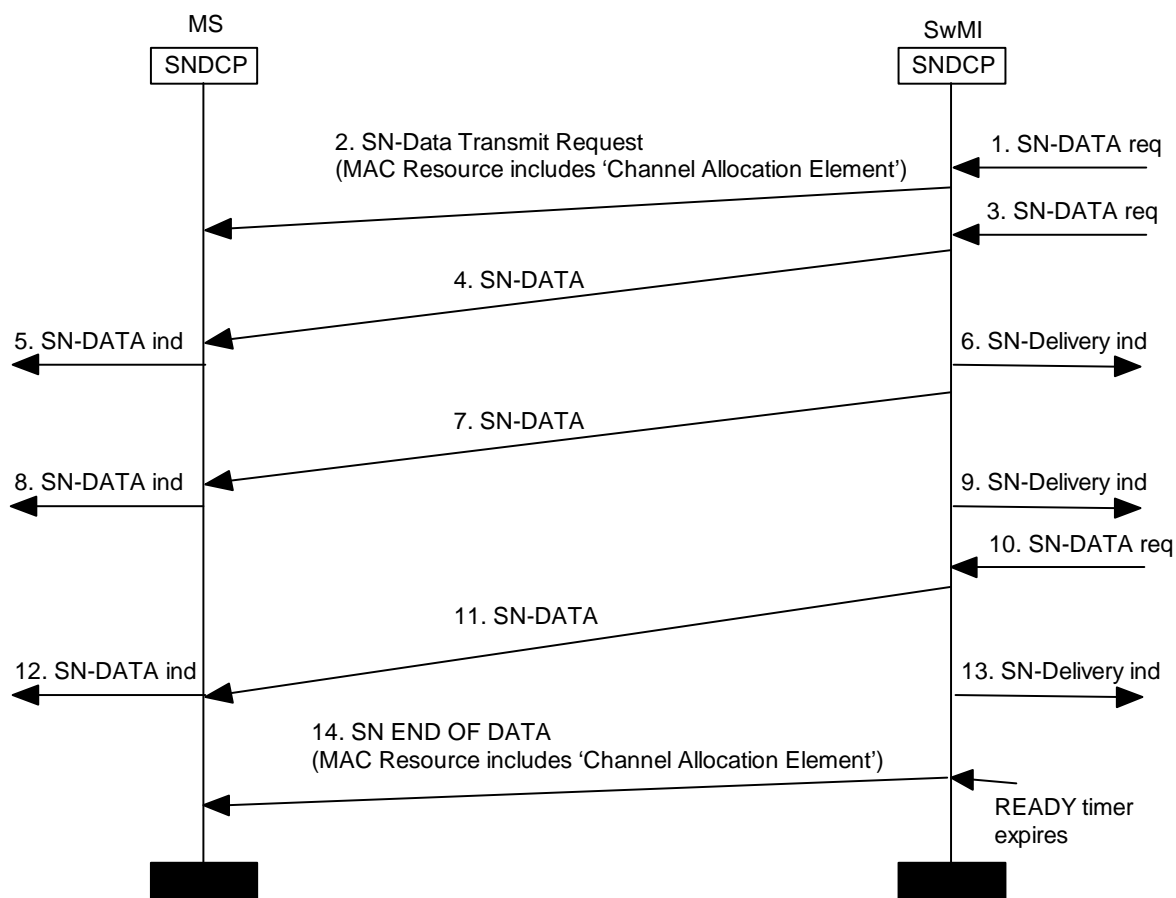 MS
SwMI
SNDCP
SNDCP
2. SN-Data Transmit Request
(MAC Resource includes ‘Channel Allocation Element’)
1. SN-DATA req
3. SN-DATA req
4. SN-DATA
5. SN-DATA ind
6. SN-Delivery ind
7. SN-DATA
8. SN-DATA ind
9. SN-Delivery ind
10. SN-DATA req
11. SN-DATA
12. SN-DATA ind
13. SN-Delivery ind
14. SN END OF DATA
(MAC Resource includes ‘Channel Allocation Element’)
READY timer
expires